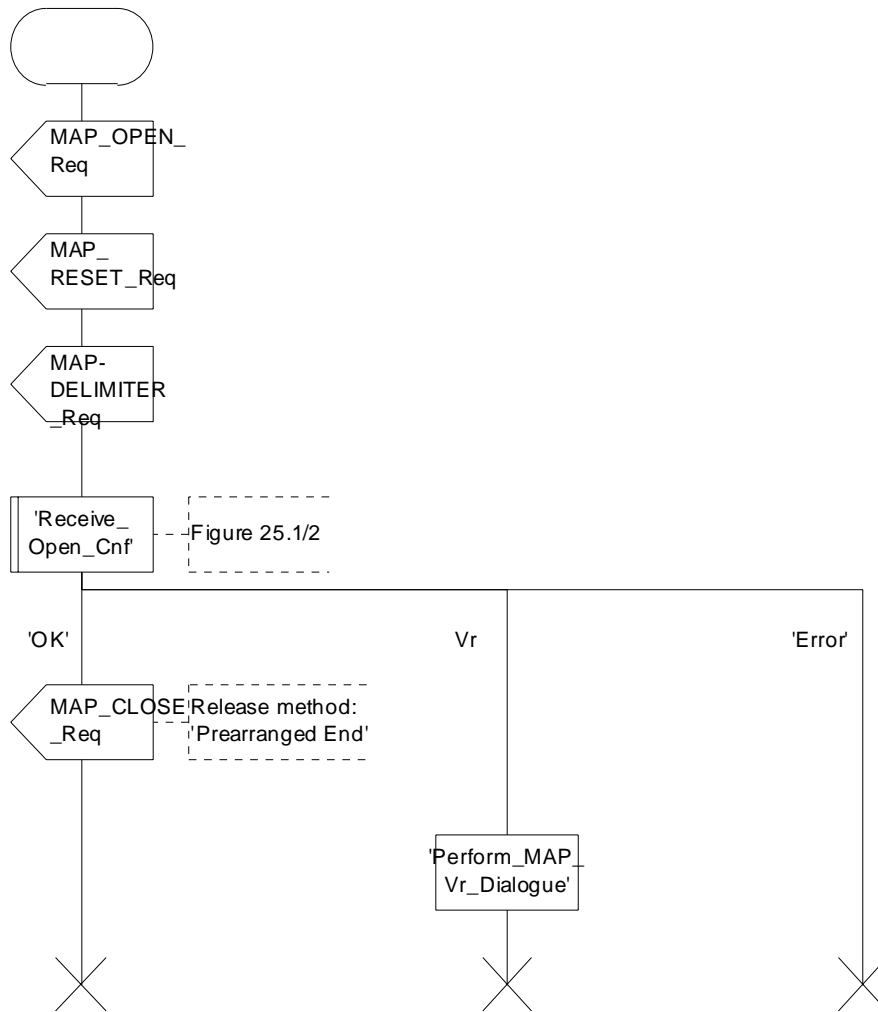 MAP_OPEN_
Req
MAP_
RESET_Req
MAP-
DELIMITER
_Req
'Receive_
Open_Cnf'
Figure 25.1/2
'OK'
Vr
'Error'
MAP_CLOSE
_Req
Release method:
'Prearranged End'
'Perform_MAP_
Vr_Dialogue'